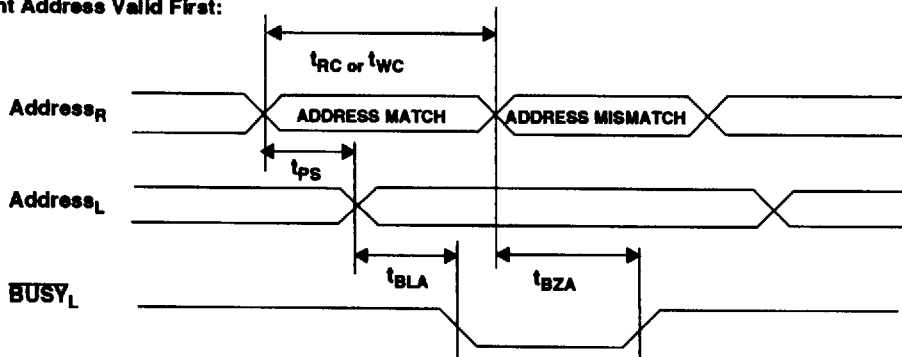 nt Address Valid First:
tRC or tWC
AddressR
ADDRESS MATCH
ADDRESS MISMATCH
tPS
AddressL
tBLA
tBZA
BUSYL